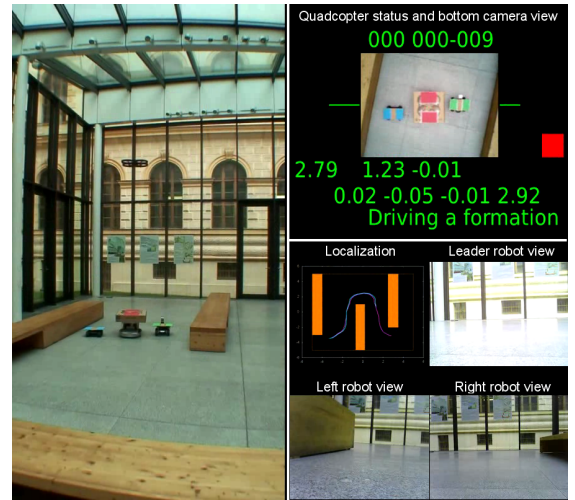 Quadcopter status and bottom camera view
000 000-009
2.79 1.23 -0.01
0.02 -0.05 -0.01 2.92
Driving a formation
Localization
Leader robot view
Left robot view
Right robot view